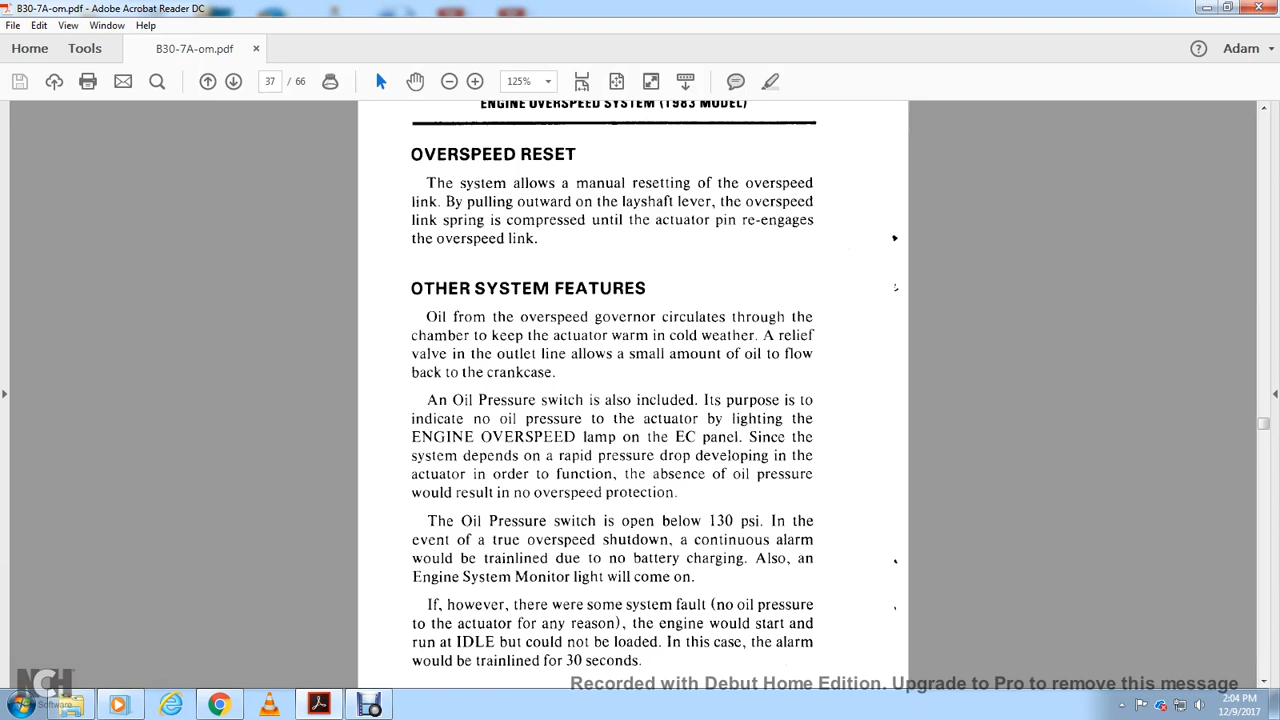 B30-7A-om.pdf - Adobe Acrobat Reader DC
File Edit View Window Help
Home Tools B30-7A-om.pdf × ? Adam
37 / 66 125%
ENGINE OVERSPEED SYSTEM (1983 MODEL)
OVERSPEED RESET
The system allows a manual resetting of the overspeed
link. By pulling outward on the layshaft lever, the overspeed
link spring is compressed until the actuator pin re-engages
the overspeed link.
OTHER SYSTEM FEATURES
Oil from the overspeed governor circulates through the
chamber to keep the actuator warm in cold weather. A relief
valve in the outlet line allows a small amount of oil to flow
back to the crankcase.
An Oil Pressure switch is also included. Its purpose is to
indicate no oil pressure to the actuator by lighting the
ENGINE OVERSPEED lamp on the EC panel. Since the
system depends on a rapid pressure drop developing in the
actuator in order to function, the absence of oil pressure
would result in no overspeed protection.
The Oil Pressure switch is open below 130 psi. In the
event of a true overspeed shutdown, a continuous alarm
would be trainlined due to no battery charging. Also, an
Engine System Monitor light will come on.
If, however, there were some system fault (no oil pressure
to the actuator for any reason), the engine would start and
run at IDLE but could not be loaded. In this case, the alarm
would be trainlined for 30 seconds.
NCH Software
Recorded with Debut Home Edition. Upgrade to Pro to remove this message
2:04 PM
12/9/2017